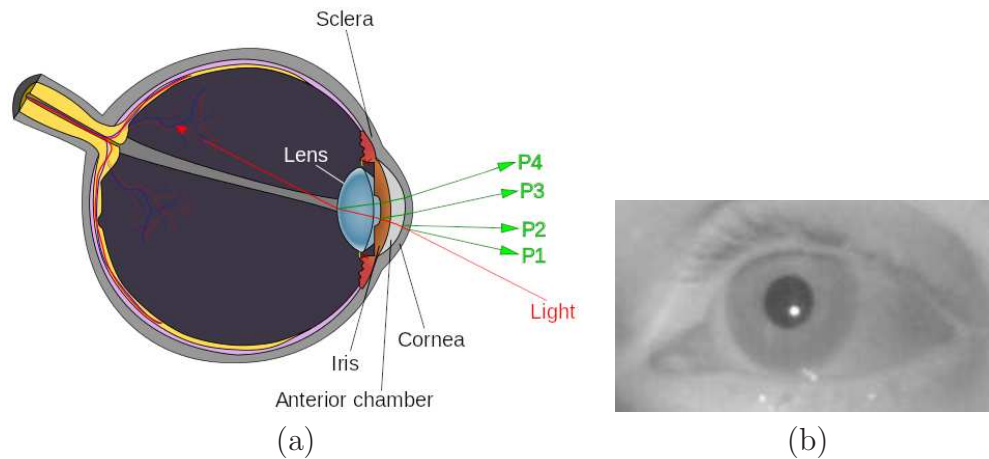 Sclera
Lens
P4
P3
P2
P1
Light
Cornea
Iris
Anterior chamber
(a)
(b)